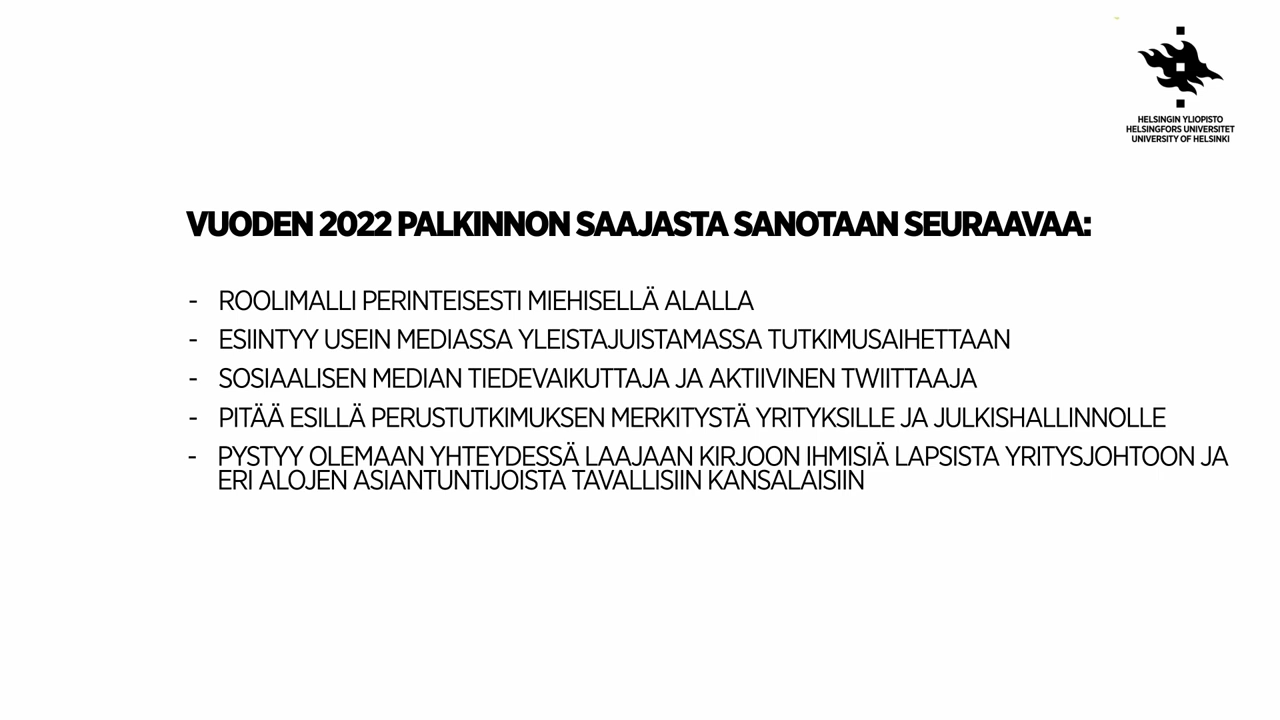 HELSINGIN YLIOPISTO
HELSINGFORS UNIVERSITET
UNIVERSITY OF HELSINKI
VUODEN 2022 PALKINNON SAAJASTA SANOTAAN SEURAAVAA:
- ROOLIMALLI PERINTEISESTI MIEHISELLÄ ALALLA
- ESIINTYY USEIN MEDIASSA YLEISTAJUISTAMASSA TUTKIMUSAIHETTAAN
- SOSIAALISEN MEDIAN TIEDEVAIKUTTAJA JA AKTIIVINEN TWIITTAAJA
- PITÄÄ ESILLÄ PERUSTUTKIMUKSEN MERKITYSTÄ YRITYKSILLE JA JULKISHALLINNOLLE
- PYSTYY OLEMAAN YHTEYDESSÄ LAAJAAN KIRJOON IHMISIÄ LAPSISTA YRITYSJOHTOON JA
ERI ALOJEN ASIANTUNTIJOISTA TAVALLISIIN KANSALAISIIN